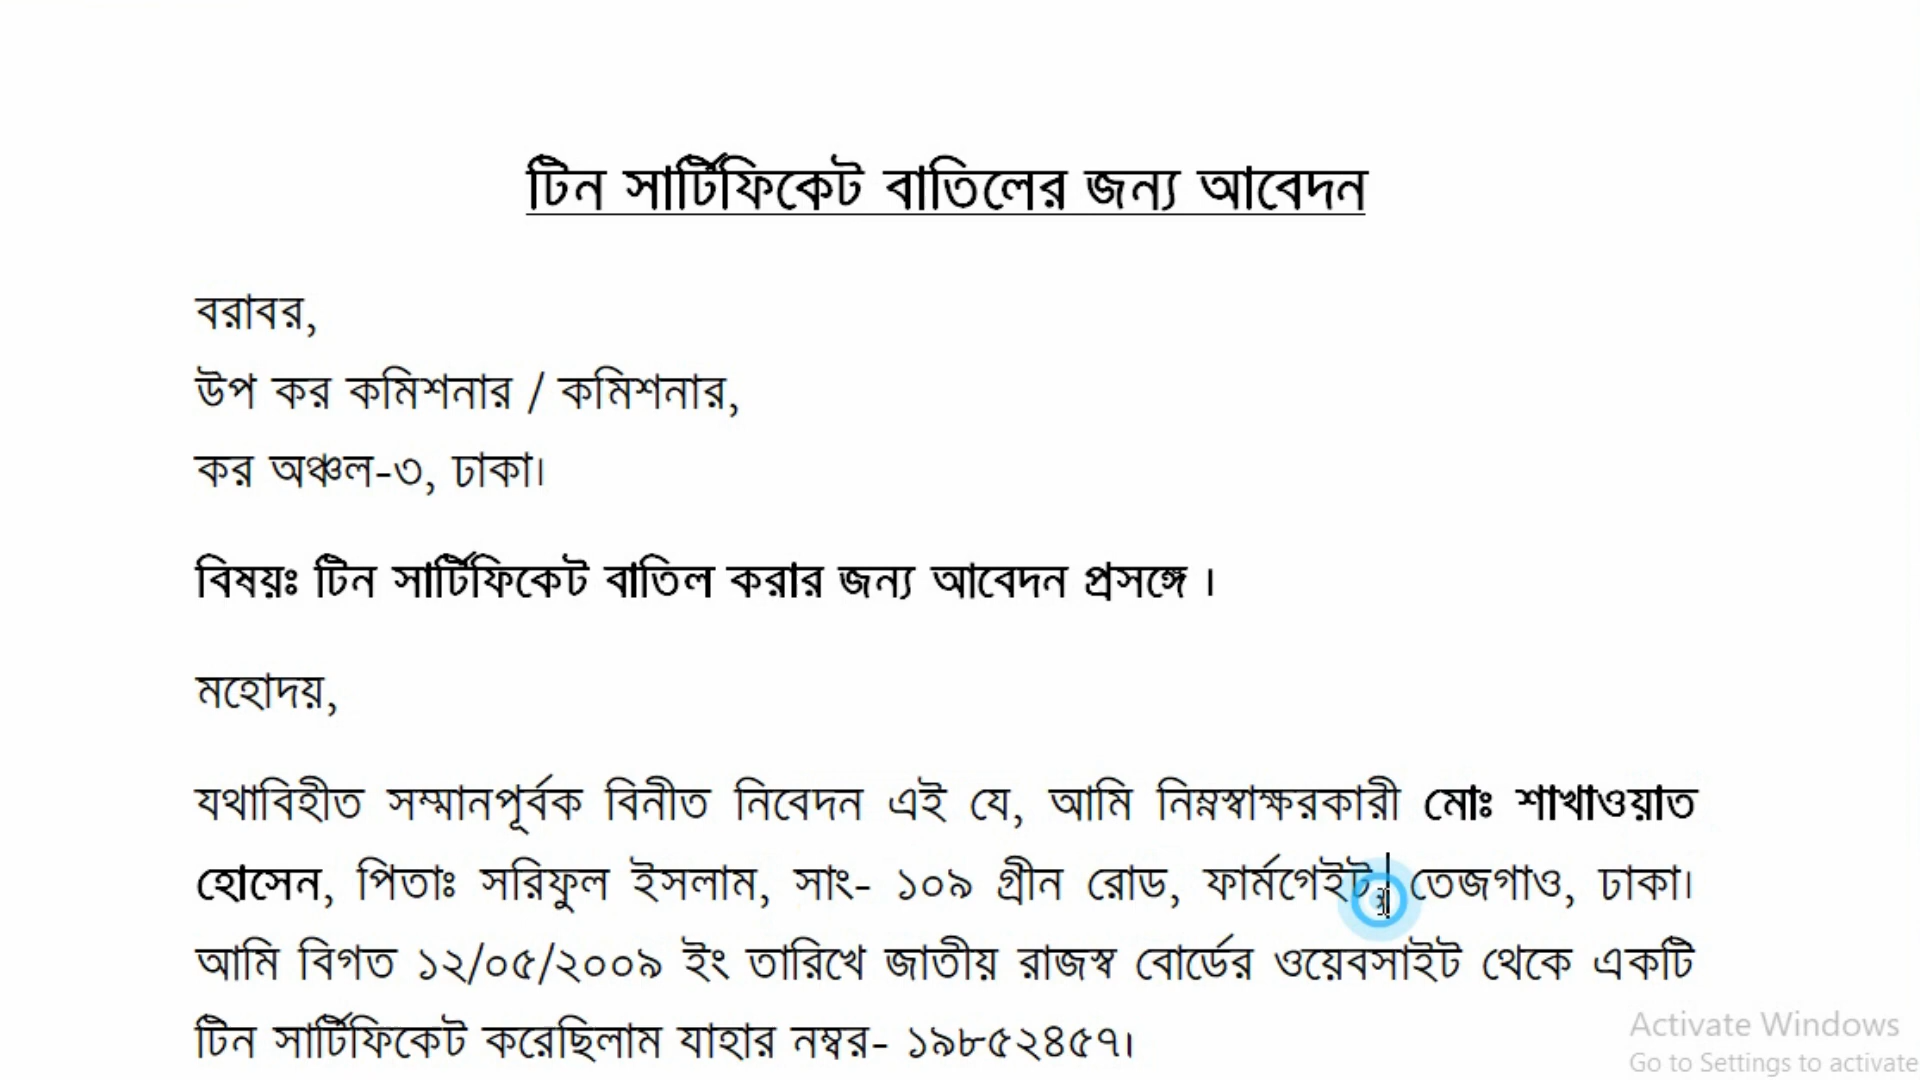 টিন সার্টিফিকেট বাতিলের জন্য আবেদন
বরাবর,
উপ কর কমিশনার / কমিশনার,
কর অঞ্চল-৩, ঢাকা।
বিষয়ঃ টিন সার্টিফিকেট বাতিল করার জন্য আবেদন প্রসঙ্গে ।
মহোদয়,
যথাবিহীত সম্মানপূর্বক বিনীত নিবেদন এই যে, আমি নিম্নস্বাক্ষরকারী মোঃ শাখাওয়াত
হোসেন, পিতাঃ সরিফুল ইসলাম, সাং- ১০৯ গ্রীন রোড, ফার্মগেইট, তেজগাও, ঢাকা।
আমি বিগত ১২/০৫/২০০৯ ইং তারিখে জাতীয় রাজস্ব বোর্ডের ওয়েবসাইট থেকে একটি
টিন সার্টিফিকেট করেছিলাম যাহার নম্বর- ১৯৮৫২৪৫৭।
Activate Windows
Go to Settings to activate